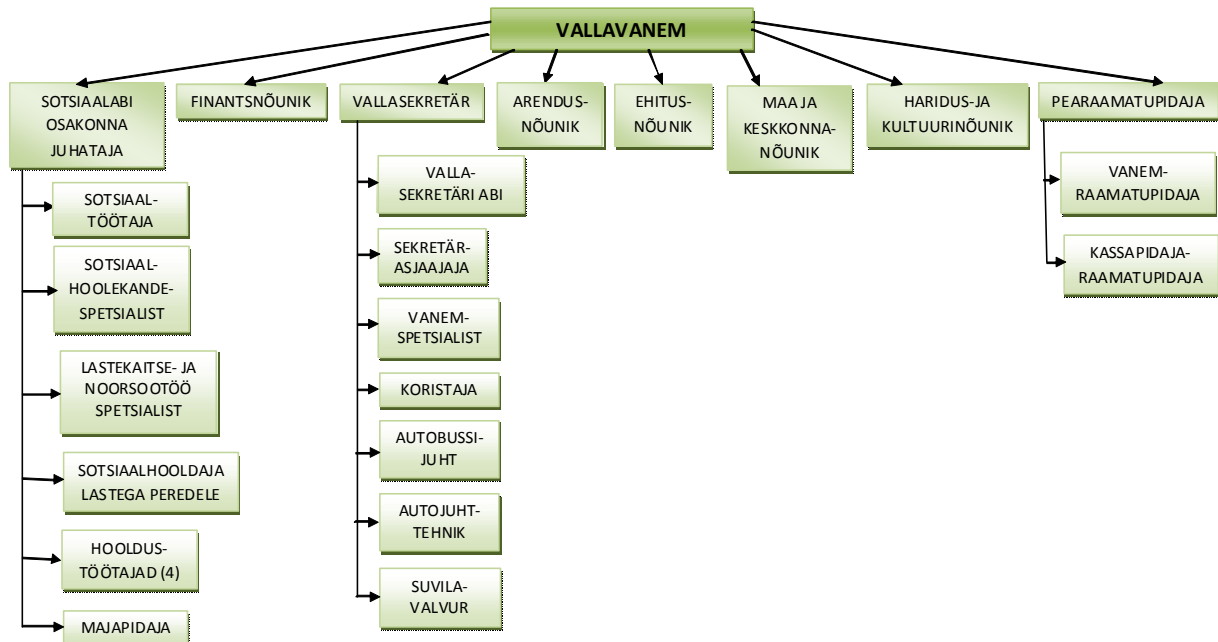 VALLAVANEM
SOTSIAALABI
OSAKONNA
JUHATAJA
FINANTSNÕUNIK
VALLASEKRETÄR
ARENDUS-
NÕUNIK
EHITUS-
NÕUNIK
MAA JA
KESKKONNA-
NÕUNIK
HARIDUS-JA
KULTUURINÕUNIK
PEARAAMATUPIDAJA
SOTSIAAL-
TÖÖTAJA
SOTSIAAL-
HOOLEKANDE-
SPETSIALIST
LASTEKAITSE- JA
NOORSOOTÖÖ
SPETSIALIST
SOTSIAALHOOLDAJA
LASTEGA PEREDELE
HOOLDUS-
TÖÖTAJAD (4)
MAJAPIDAJA
VALLA-
SEKRETÄRI ABI
SEKRETÄR-
ASJAAJAJA
VANEM-
SPETSIALIST
KORISTAJA
AUTOBUSSI-
JUHT
AUTOJUHT-
TEHNIK
SUVILA-
VALVUR
VANEM-
RAAMATUPIDAJA
KASSAPIDAJA-
RAAMATUPIDAJA